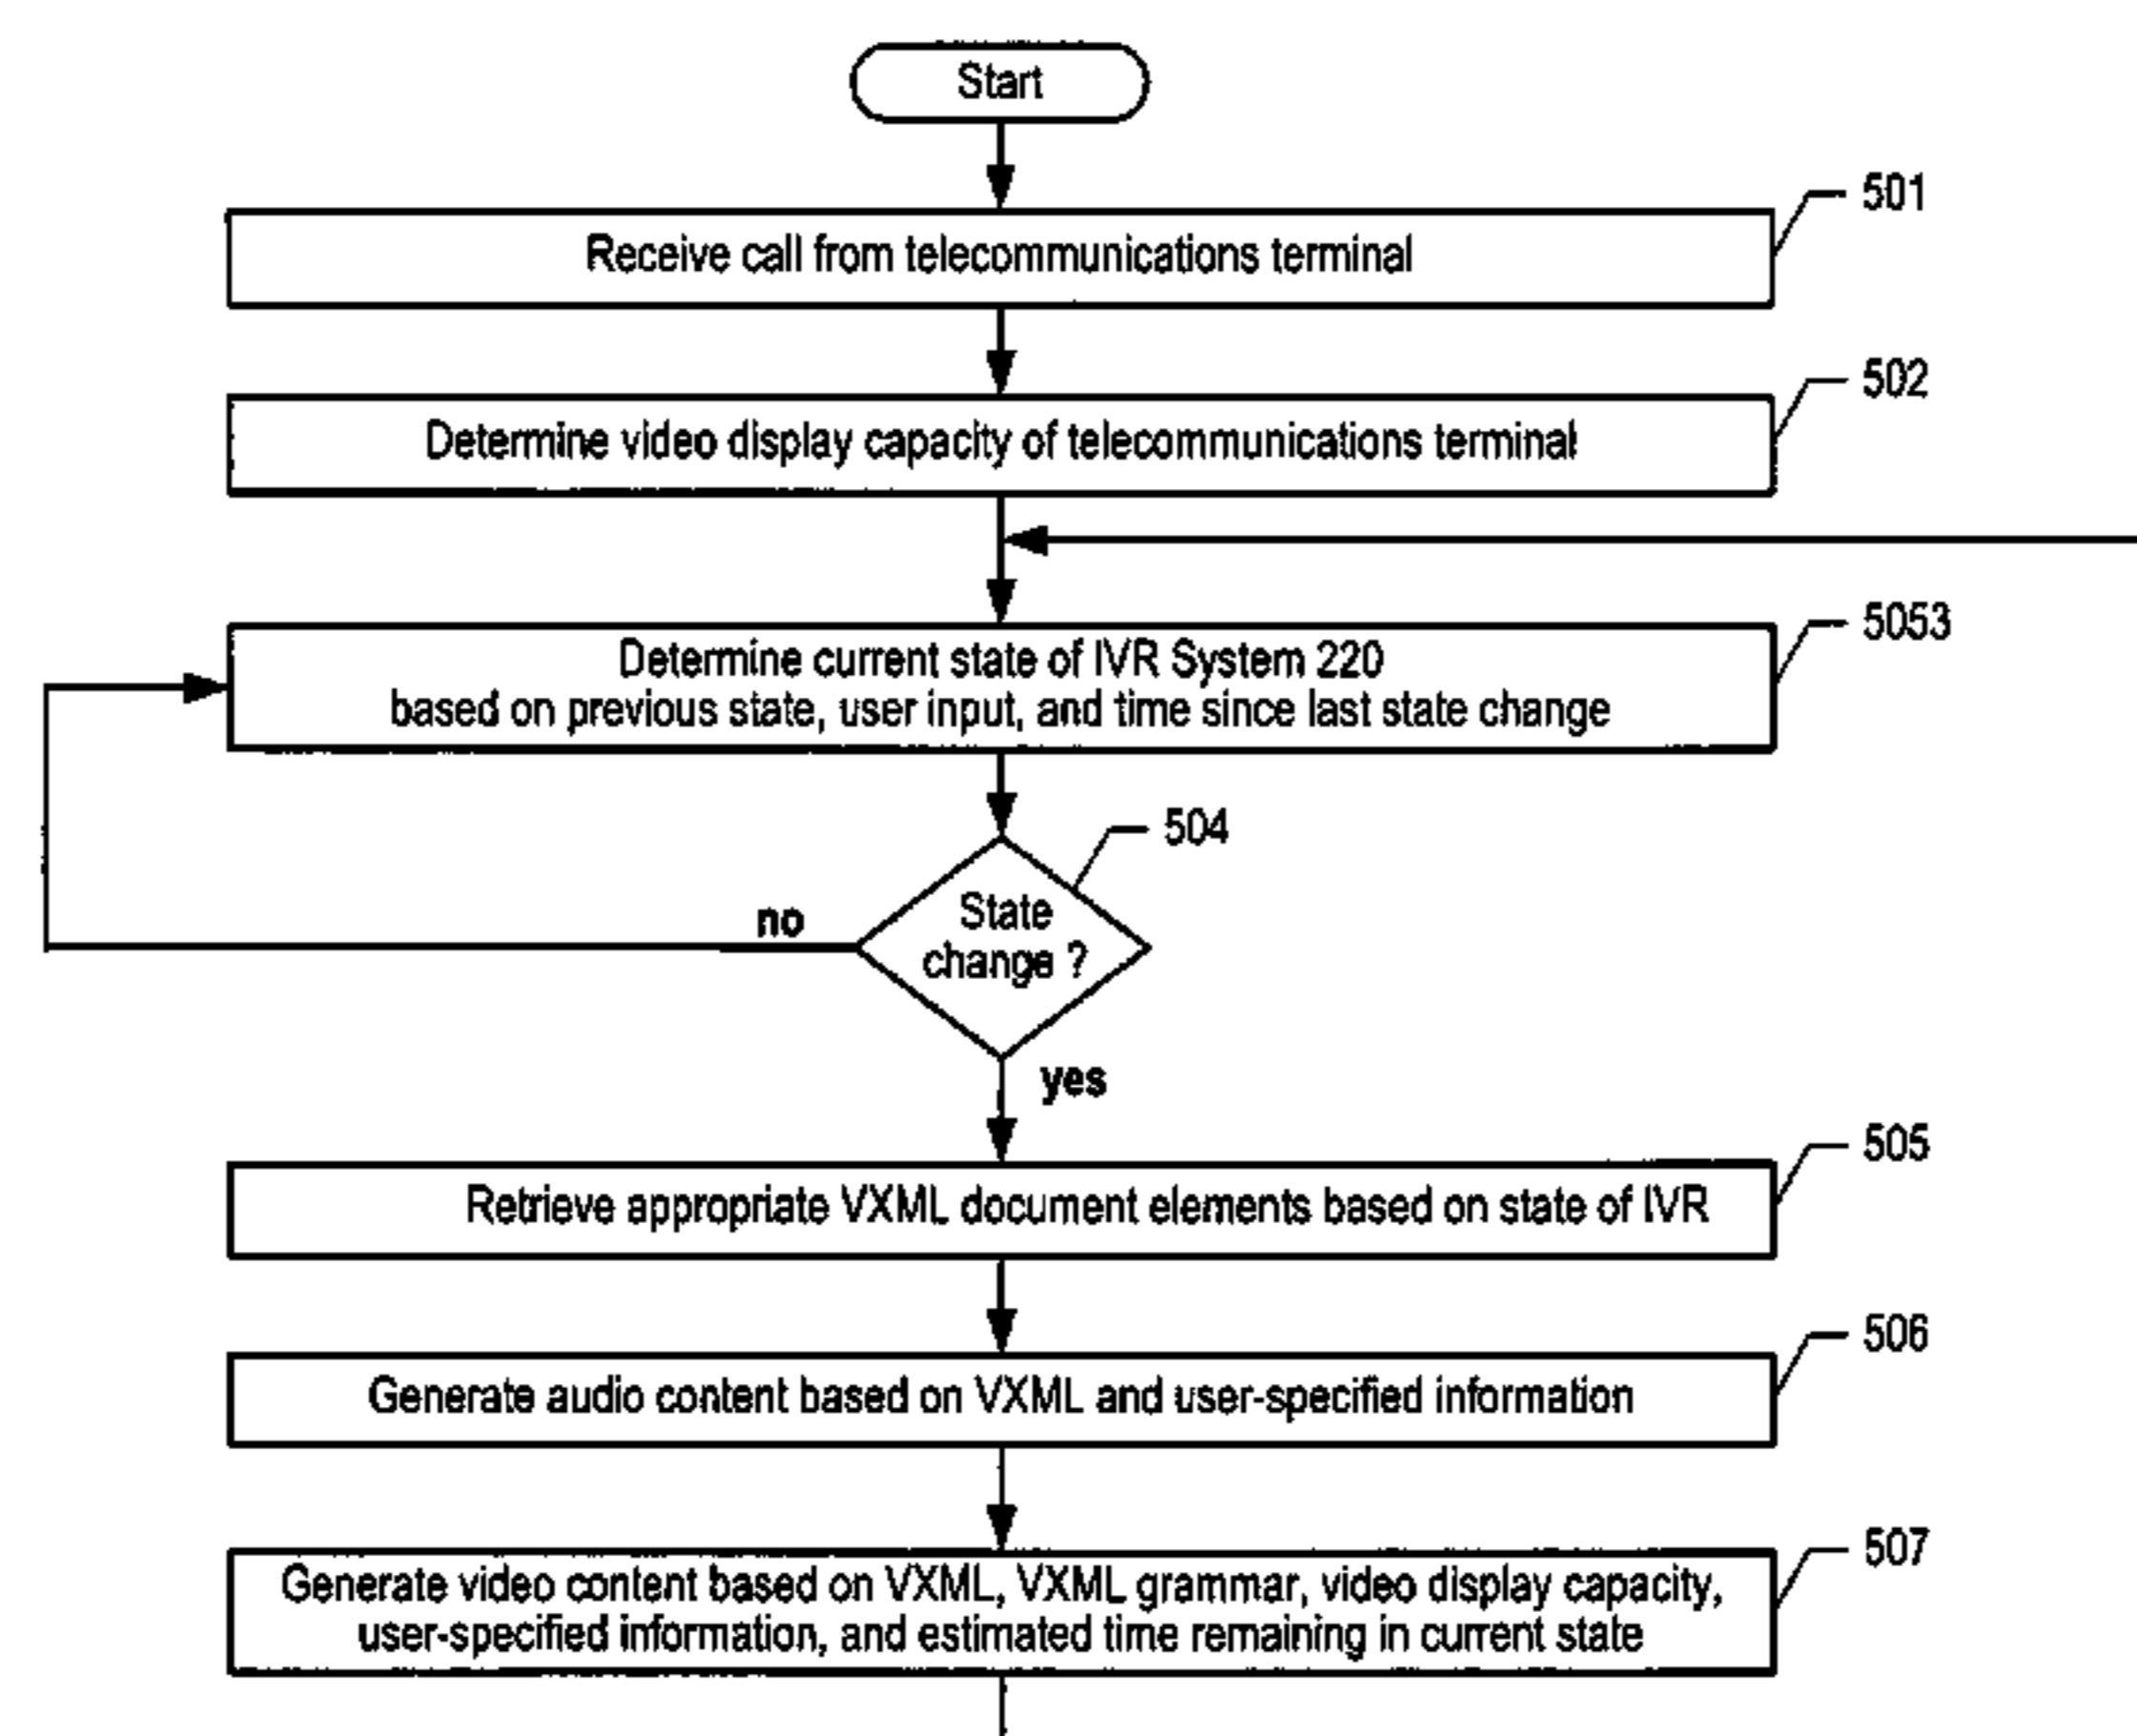 Start
501
Receive call from telecommunications terminal
502
Determine video display capacity of telecommunications terminal
5053
Determine current state of IVR System 220
based on previous state, user input, and time since last state change
504
State
change ?
no
yes
505
Retrieve appropriate VXML document elements based on state of IVR
506
Generate audio content based on VXML and user-specified information
507
Generate video content based on VXML, VXML grammar, video display capacity,
user-specified information, and estimated time remaining in current state